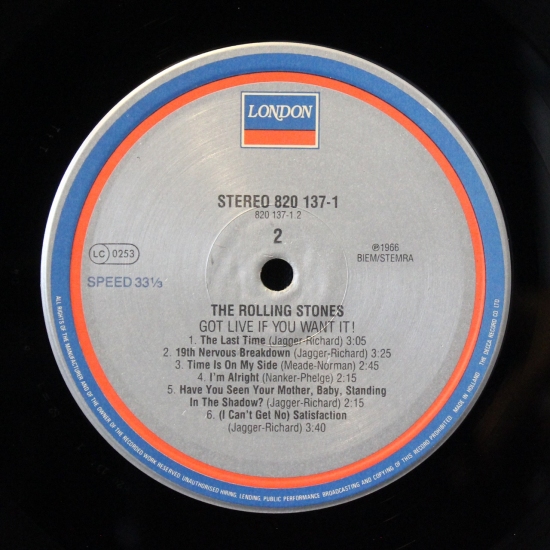 LONDON
STEREO 820 137-1
820 137-1 2
2
LC 0253
℗1966
BIEM/STEMRA
SPEED 33⅓
THE ROLLING STONES
GOT LIVE IF YOU WANT IT!
1. The Last Time (Jagger-Richard) 3:05
2. 19th Nervous Breakdown (Jagger-Richard) 3:25
3. Time Is On My Side (Meade-Norman) 2:45
4. I'm Alright (Nanker-Phelge) 2:15
5. Have You Seen Your Mother, Baby, Standing
In The Shadow? (Jagger-Richard) 2:15
6. (I Can't Get No) Satisfaction
(Jagger-Richard) 3:40
ALL RIGHTS OF THE MANUFACTURER AND OF THE OWNER OF THE RECORDED WORK RESERVED UNAUTHORISED HIRING, LENDING, PUBLIC PERFORMANCE BROADCASTING AND COPYING OF THIS RECORD PROHIBITED. MADE IN HOLLAND. THE DECCA RECORD CO LTD